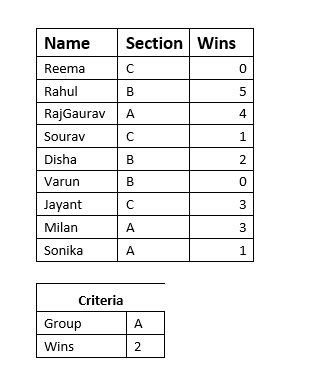 Name Section Wins
Reema C 0
Rahul B 5
RajGaurav A 4
Sourav C 1
Disha B 2
Varun B 0
Jayant C 3
Milan A 3
Sonika A 1
Criteria
Group A
Wins 2